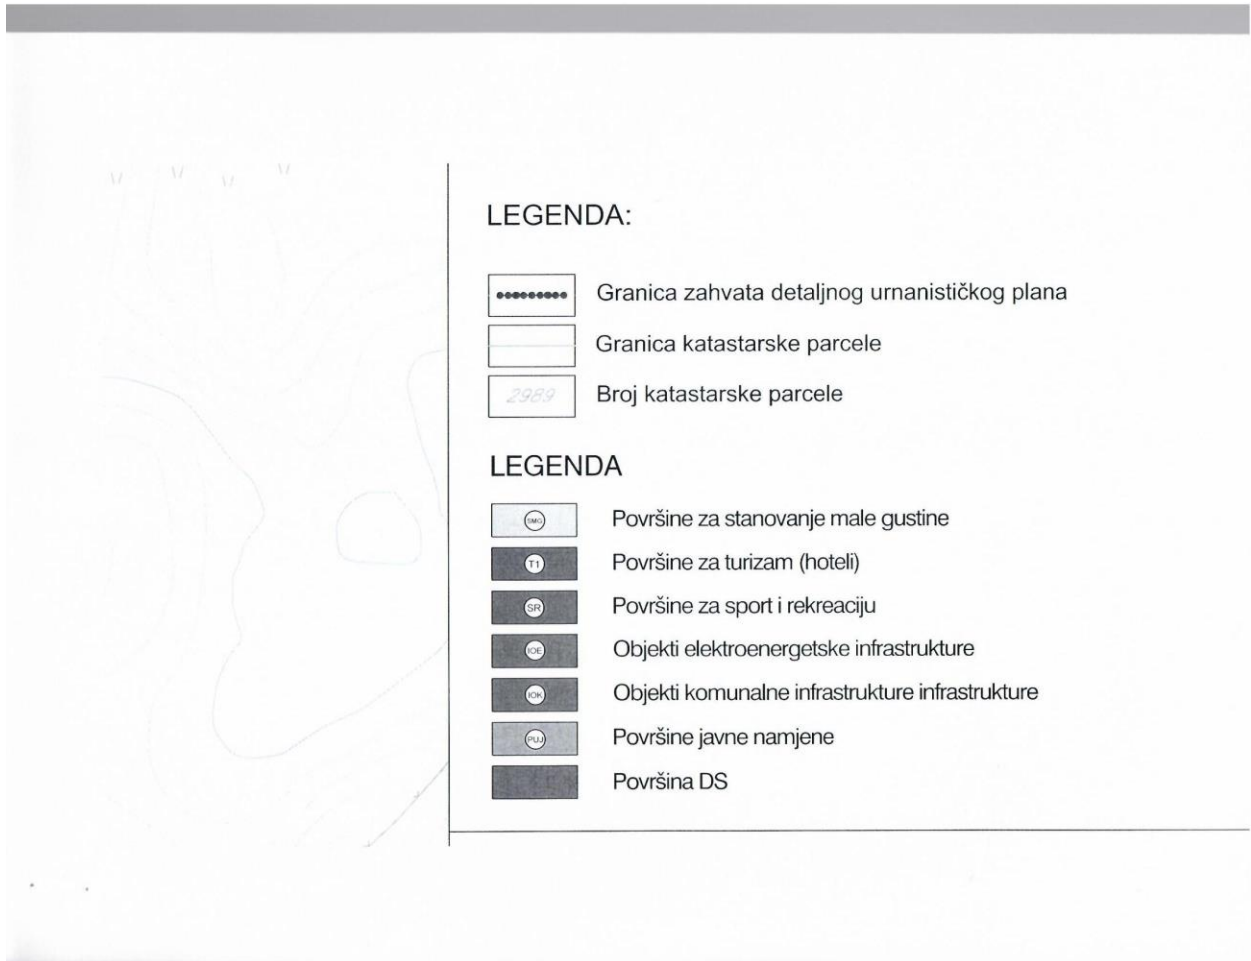 LEGENDA:
Granica zahvata detaljnog urnanističkog plana
Granica katastarske parcele
2989 Broj katastarske parcele
LEGENDA
SMG Površine za stanovanje male gustine
T1 Površine za turizam (hoteli)
SR Površine za sport i rekreaciju
IOE Objekti elektroenergetske infrastrukture
IOK Objekti komunalne infrastrukture infrastrukture
PUJ Površine javne namjene
Površina DS